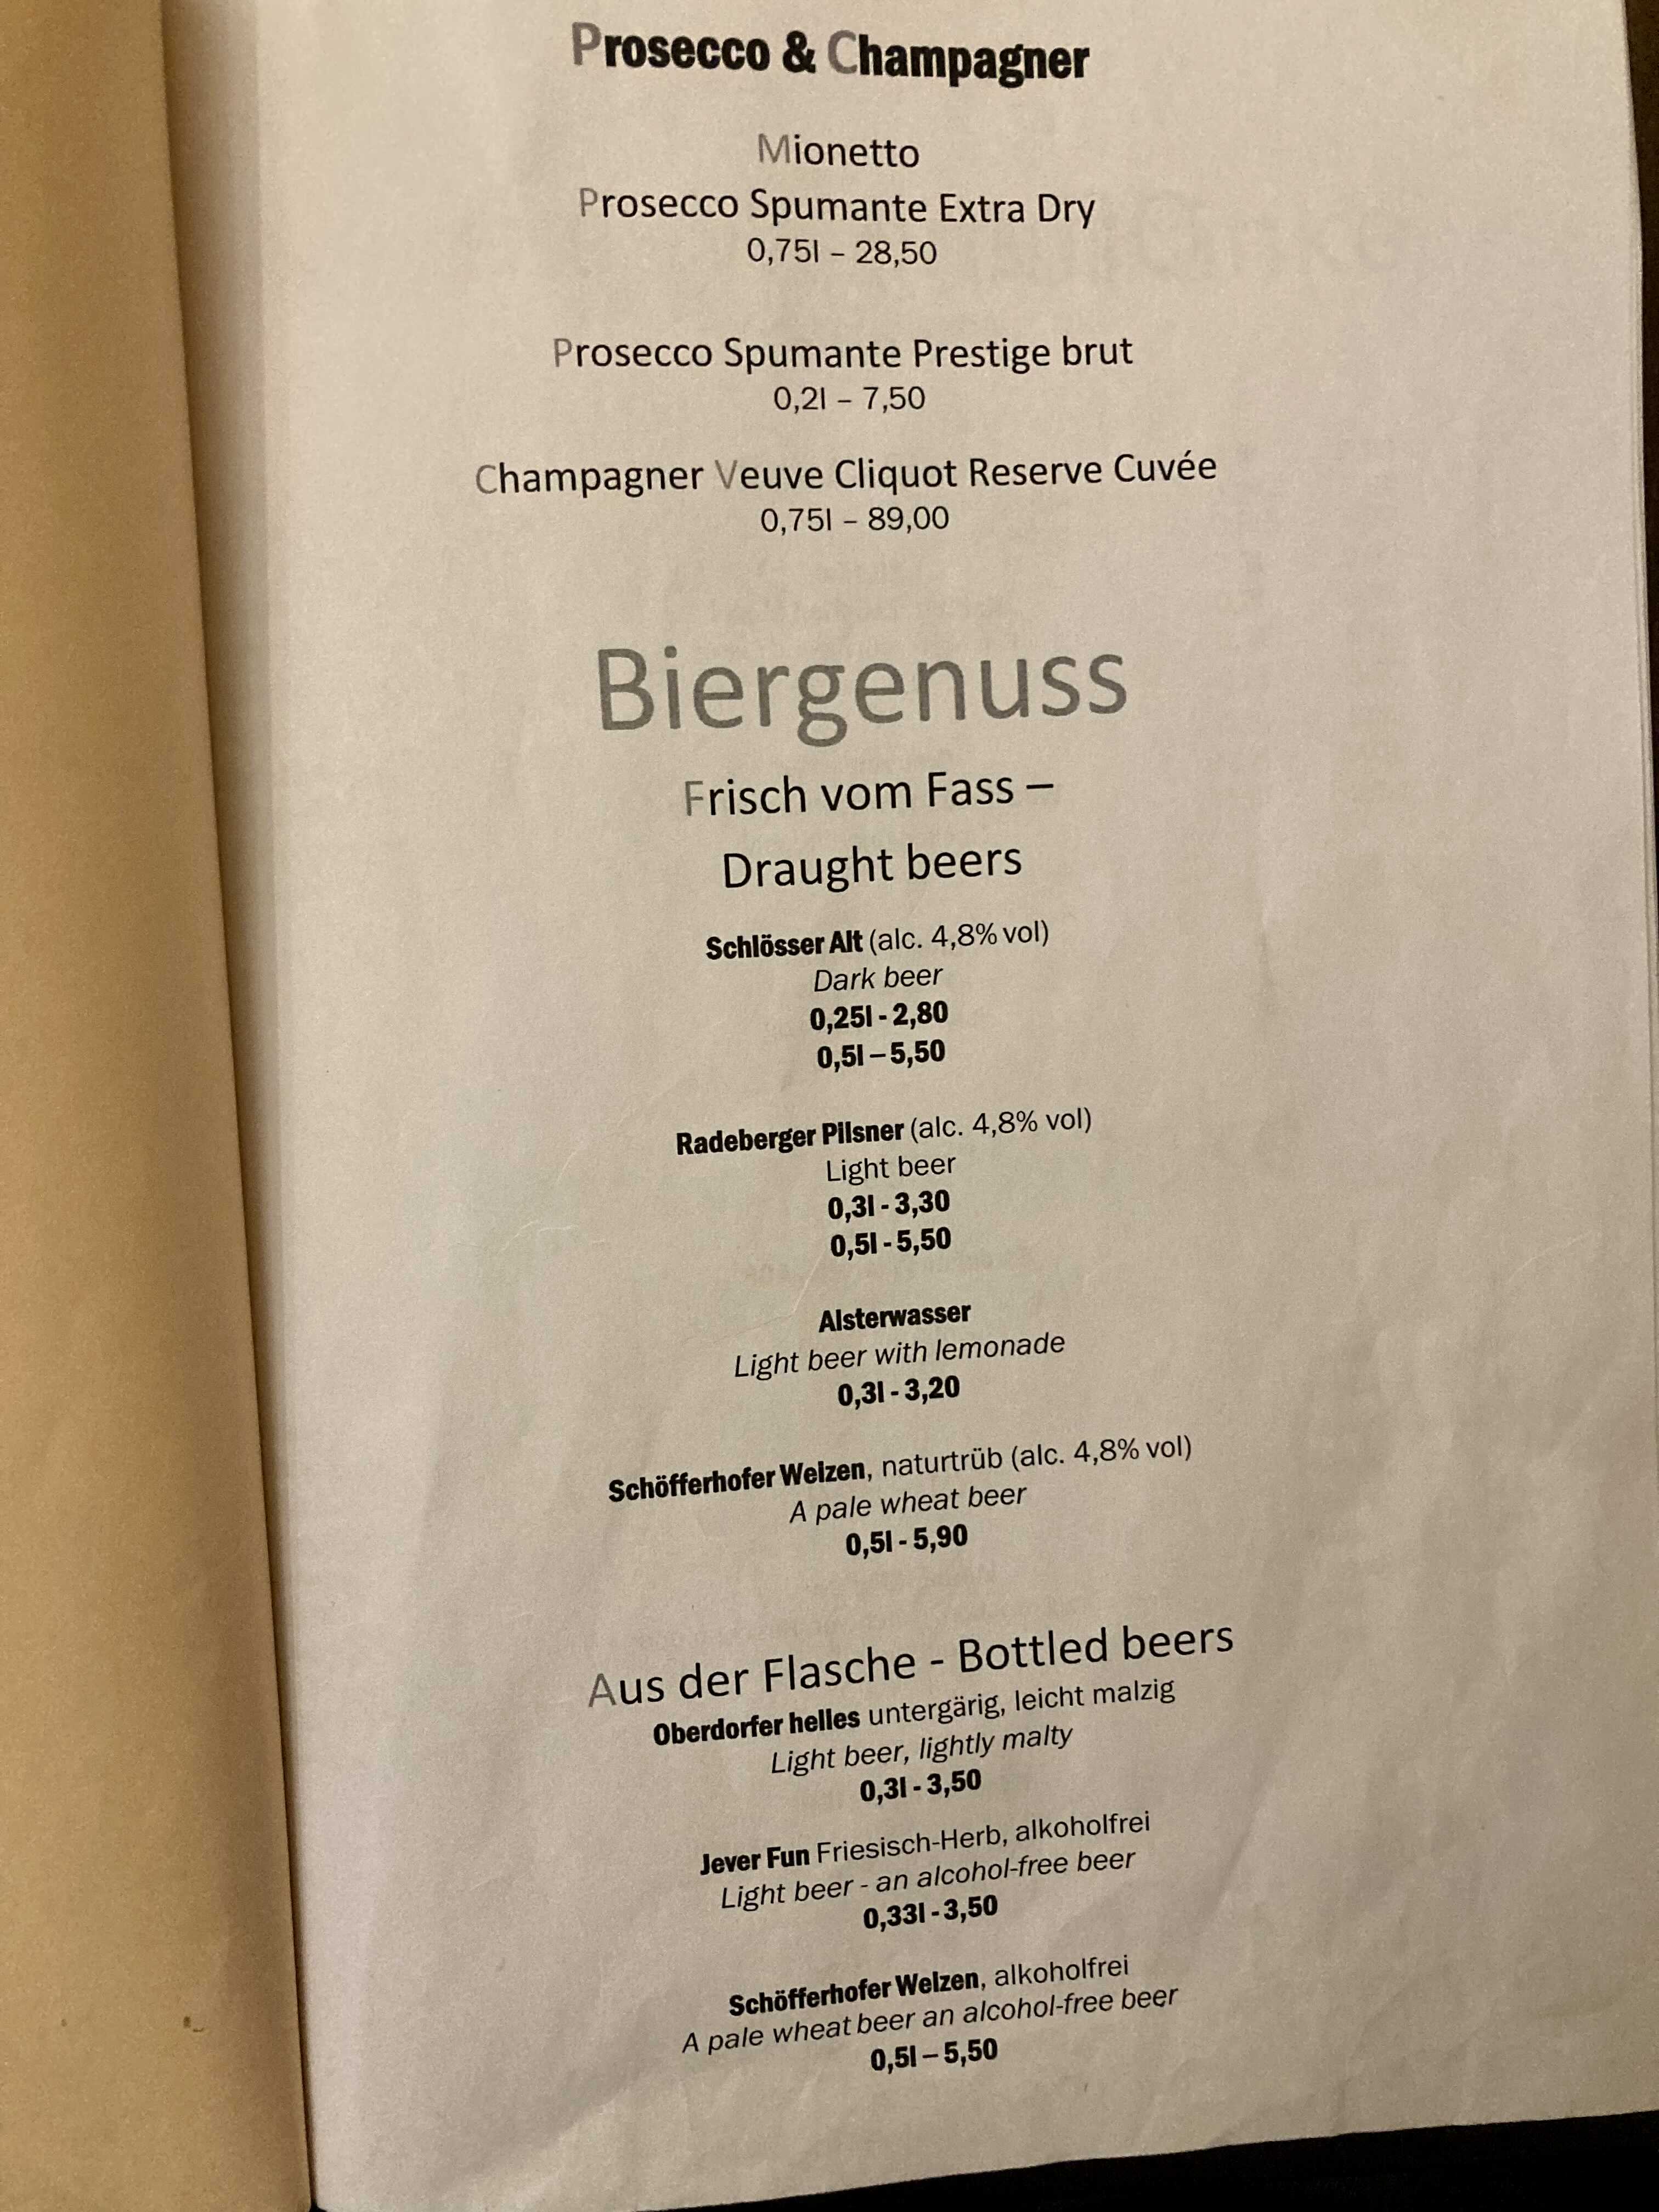 Prosecco & Champagner
Mionetto
Prosecco Spumante Extra Dry
0,75l – 28,50
Prosecco Spumante Prestige brut
0,2l – 7,50
Champagner Veuve Cliquot Reserve Cuvée
0,75l – 89,00
Biergenuss
Frisch vom Fass –
Draught beers
Schlösser Alt (alc. 4,8% vol)
Dark beer
0,25l - 2,80
0,5l – 5,50
Radeberger Pilsner (alc. 4,8% vol)
Light beer
0,3l - 3,30
0,5l - 5,50
Alsterwasser
Light beer with lemonade
0,3l - 3,20
Schöfferhofer Weizen, naturtrüb (alc. 4,8% vol)
A pale wheat beer
0,5l - 5,90
Aus der Flasche - Bottled beers
Oberdorfer helles untergärig, leicht malzig
Light beer, lightly malty
0,3l - 3,50
Jever Fun Friesisch-Herb, alkoholfrei
Light beer - an alcohol-free beer
0,33l - 3,50
Schöfferhofer Weizen, alkoholfrei
A pale wheat beer an alcohol-free beer
0,5l – 5,50